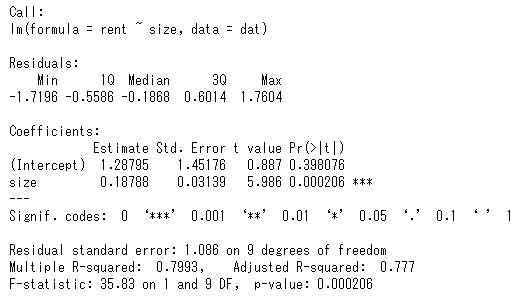 Call:
lm(formula = rent ~ size, data = dat)
Residuals:
    Min      1Q  Median      3Q     Max
-1.7196 -0.5586 -0.1868  0.6014  1.7604
Coefficients:
            Estimate Std. Error t value Pr(>|t|)
(Intercept)  1.28795    1.45176   0.887 0.398076
size         0.18788    0.03139   5.986 0.000206 ***
---
Signif. codes:  0 ‘***’ 0.001 ‘**’ 0.01 ‘*’ 0.05 ‘.’ 0.1 ‘ ’ 1
Residual standard error: 1.086 on 9 degrees of freedom
Multiple R-squared:  0.7993,	Adjusted R-squared:  0.777
F-statistic: 35.83 on 1 and 9 DF,  p-value: 0.000206